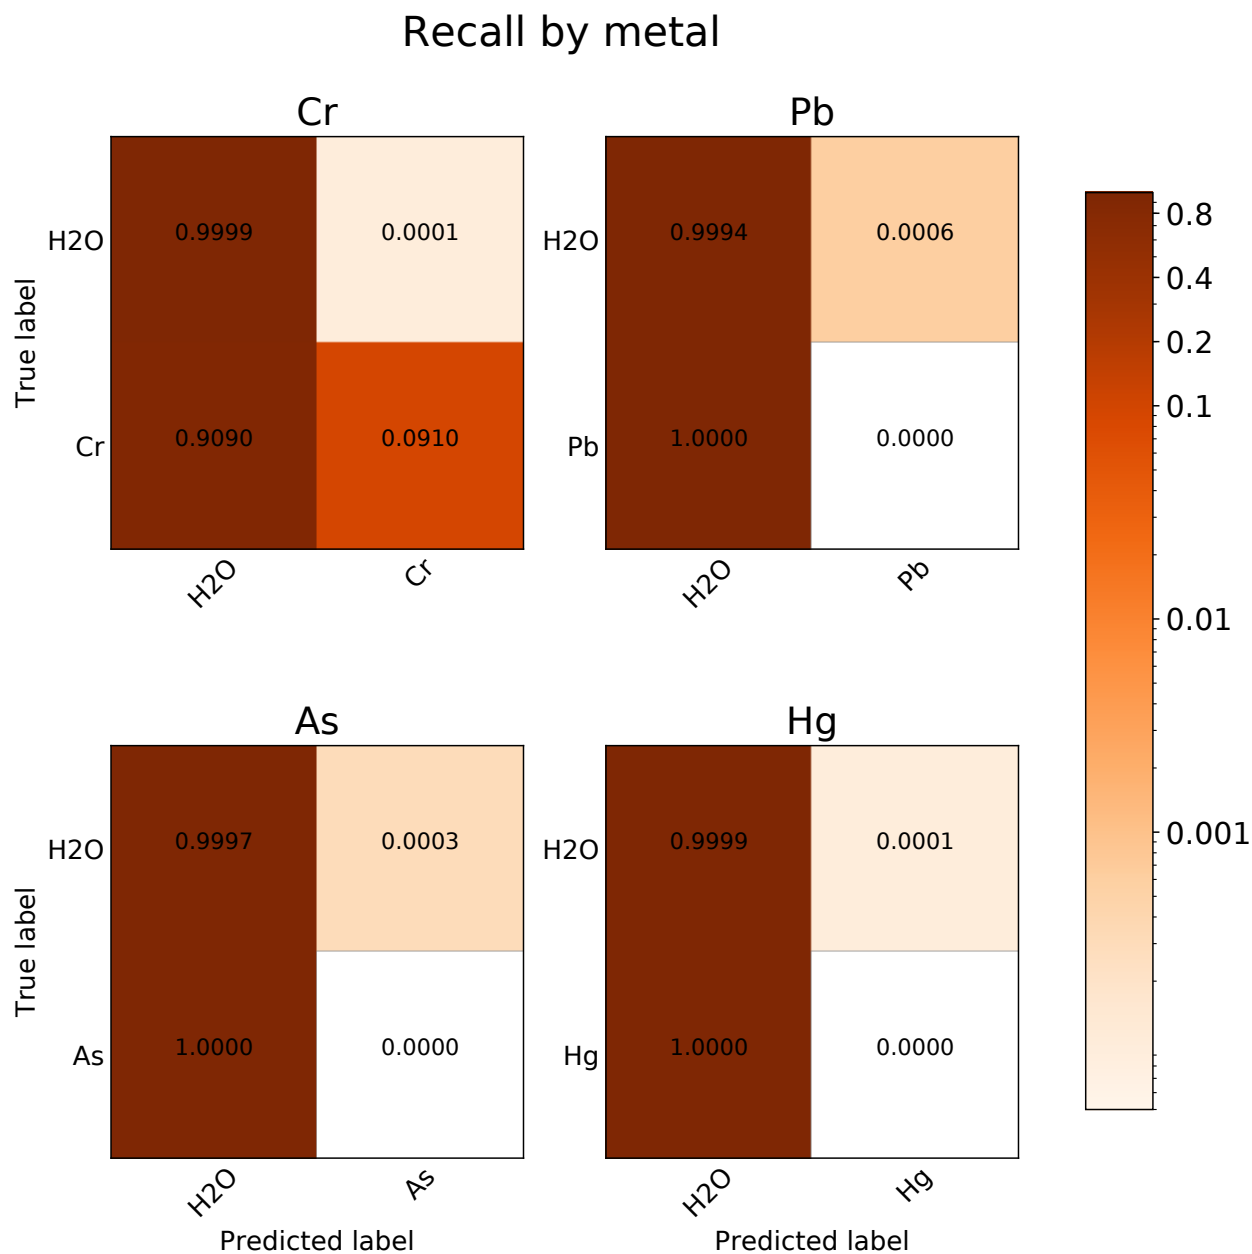 Recall by metal
Cr
Pb
H2O
0.9999
0.0001
H2O
0.9994
0.0006
True label
Cr
0.9090
0.0910
Pb
1.0000
0.0000
H2O
Cr
H2O
Pb
As
Hg
H2O
0.9997
0.0003
H2O
0.9999
0.0001
True label
As
1.0000
0.0000
Hg
1.0000
0.0000
H2O
As
H2O
Hg
Predicted label
Predicted label
0.8
0.4
0.2
0.1
0.01
0.001